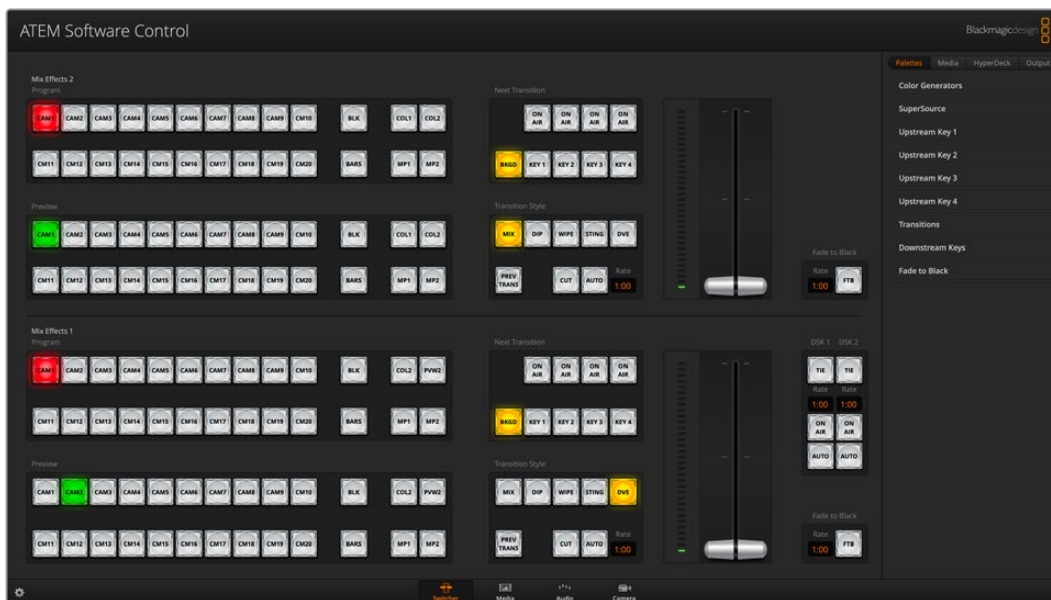 ATEM Software Control
Blackmagicdesign
Palettes Media HyperDeck Output
Color Generators
SuperSource
Upstream Key 1
Upstream Key 2
Upstream Key 3
Upstream Key 4
Transitions
Downstream Keys
Fade to Black
Mix Effects 2
Program
CAM1 CAM2 CAM3 CAM4 CAM5 CAM6 CAM7 CAM8 CAM9 CM10 BLK COL1 COL2
CM11 CM12 CM13 CM14 CM15 CM16 CM17 CM18 CM19 CM20 BARS MP1 MP2
Next Transition
ON AIR ON AIR ON AIR ON AIR
BKGD KEY 1 KEY 2 KEY 3 KEY 4
Preview
CAM1 CAM2 CAM3 CAM4 CAM5 CAM6 CAM7 CAM8 CAM9 CM10 BLK COL1 COL2
CM11 CM12 CM13 CM14 CM15 CM16 CM17 CM18 CM19 CM20 BARS MP1 MP2
Transition Style
MIX DIP WIPE STING DVE
Rate
PREV TRANS CUT AUTO 1:00
Fade to Black
Rate
1:00 FTB
Mix Effects 1
Program
CAM1 CAM2 CAM3 CAM4 CAM5 CAM6 CAM7 CAM8 CAM9 CM10 BLK COL2 PVW2
CM11 CM12 CM13 CM14 CM15 CM16 CM17 CM18 CM19 CM20 BARS MP1 MP2
Next Transition
ON AIR ON AIR ON AIR ON AIR
BKGD KEY 1 KEY 2 KEY 3 KEY 4
DSK 1 DSK 2
TIE TIE
Rate Rate
1:00 1:00
ON AIR ON AIR
AUTO AUTO
Preview
CAM1 CAM2 CAM3 CAM4 CAM5 CAM6 CAM7 CAM8 CAM9 CM10 BLK COL2 PVW2
CM11 CM12 CM13 CM14 CM15 CM16 CM17 CM18 CM19 CM20 BARS MP1 MP2
Transition Style
MIX DIP WIPE STING DVE
Rate
PREV TRANS CUT AUTO 1:00
Fade to Black
Rate
1:00 FTB
Switcher Media Audio Camera